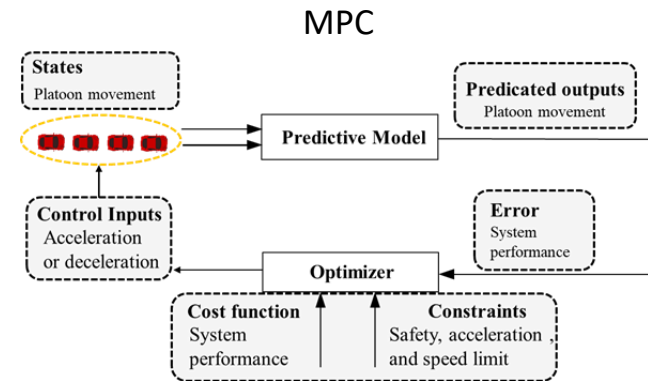 MPC
States
Platoon movement
Predictive Model
Predicated outputs
Platoon movement
Control Inputs
Acceleration
or deceleration
Error
System
performance
Optimizer
Cost function
System
performance
Constraints
Safety, acceleration ,
and speed limit